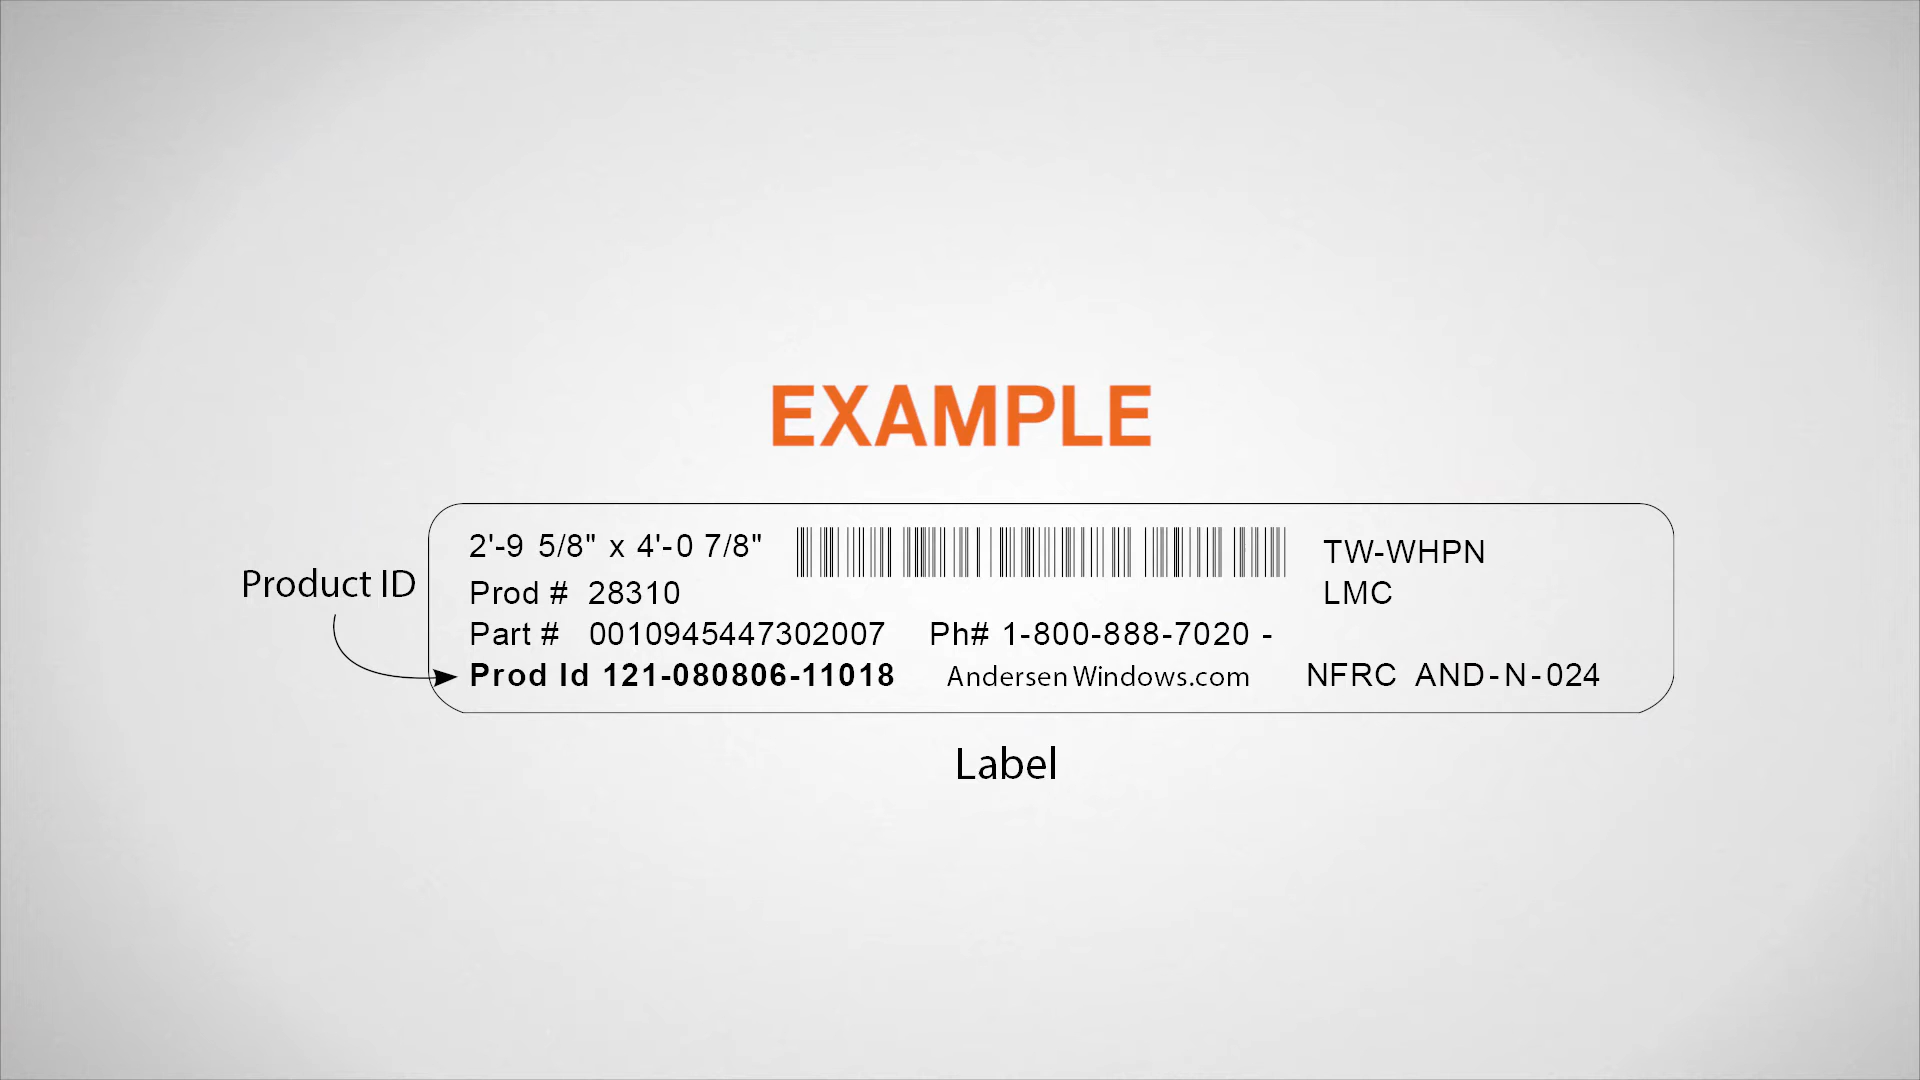 EXAMPLE
2'-9 5/8" x 4'-0 7/8"
TW-WHPN
Product ID
Prod # 28310
LMC
Part # 0010945447302007 Ph# 1-800-888-7020 -
Prod Id 121-080806-11018 AndersenWindows.com NFRC AND-N-024
Label